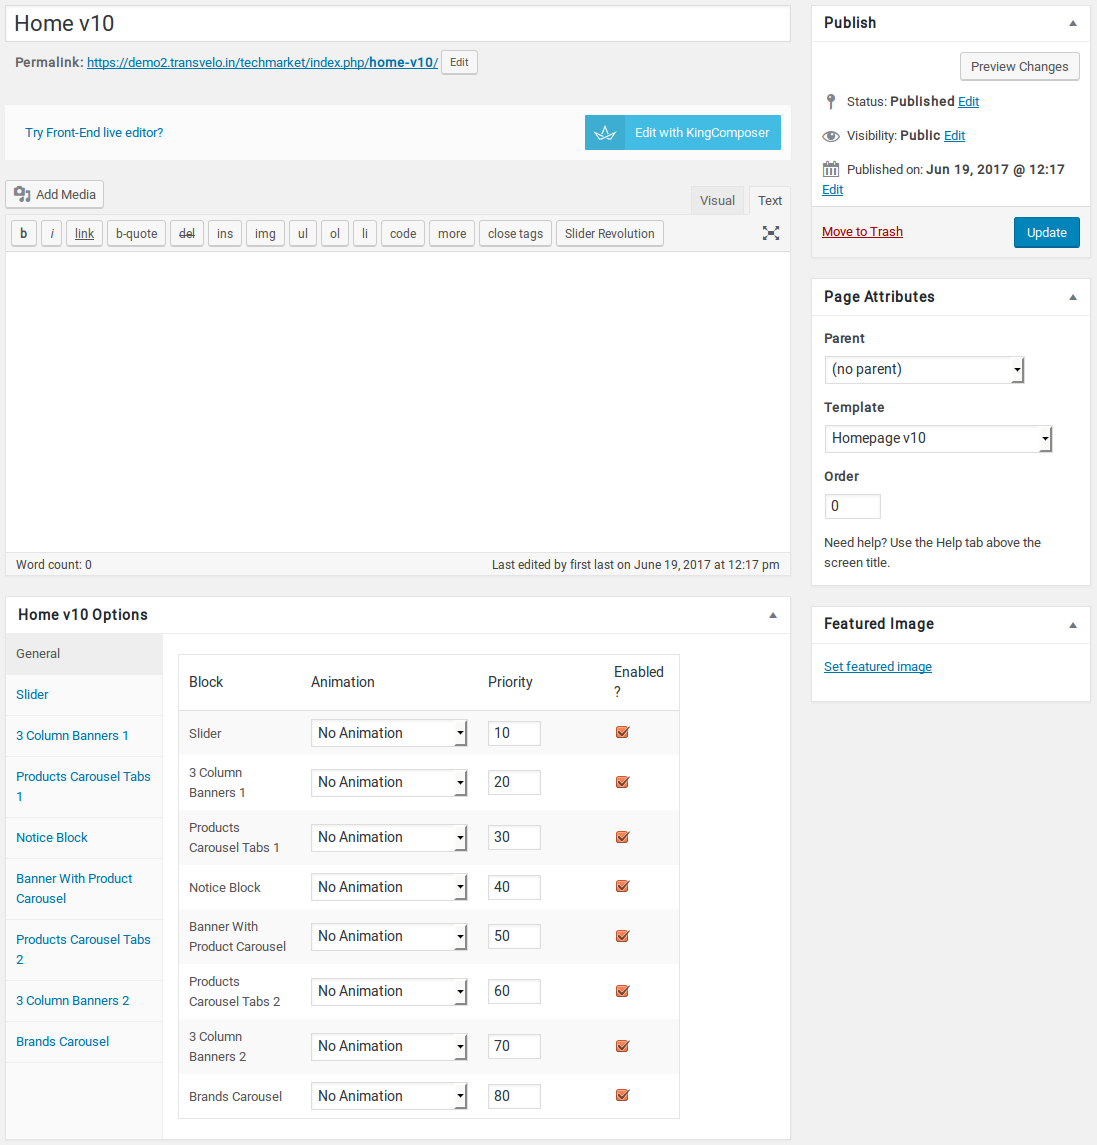 Home v10
Permalink: https://demo2.transvelo.in/techmarket/index.php/home-v10/ Edit
Try Front-End live editor?
Edit with KingComposer
Add Media
Visual
Text
b
i
link
b-quote
del
ins
img
ul
ol
li
code
more
close tags
Slider Revolution
Word count: 0
Last edited by first last on June 19, 2017 at 12:17 pm
Home v10 Options
General
Slider
3 Column Banners 1
Products Carousel Tabs
1
Notice Block
Banner With Product
Carousel
Products Carousel Tabs
2
3 Column Banners 2
Brands Carousel
Block Animation Priority Enabled
?
Slider No Animation 10
3 Column
Banners 1 No Animation 20
Products
Carousel Tabs 1 No Animation 30
Notice Block No Animation 40
Banner With
Product Carousel No Animation 50
Products
Carousel Tabs 2 No Animation 60
3 Column
Banners 2 No Animation 70
Brands Carousel No Animation 80
Publish
Preview Changes
Status: Published Edit
Visibility: Public Edit
Published on: Jun 19, 2017 @ 12:17
Edit
Move to Trash
Update
Page Attributes
Parent
(no parent)
Template
Homepage v10
Order
0
Need help? Use the Help tab above the
screen title.
Featured Image
Set featured image